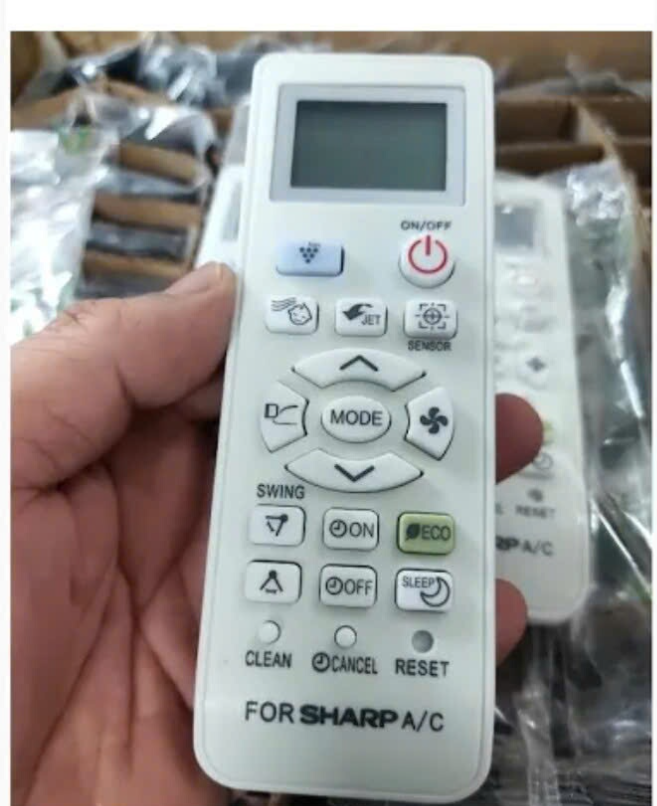 ON/OFF
JET
SENSOR
MODE
SWING
ON
ECO
OFF
SLEEP
CLEAN
CANCEL
RESET
FOR SHARP A/C
RESET
RP A/C